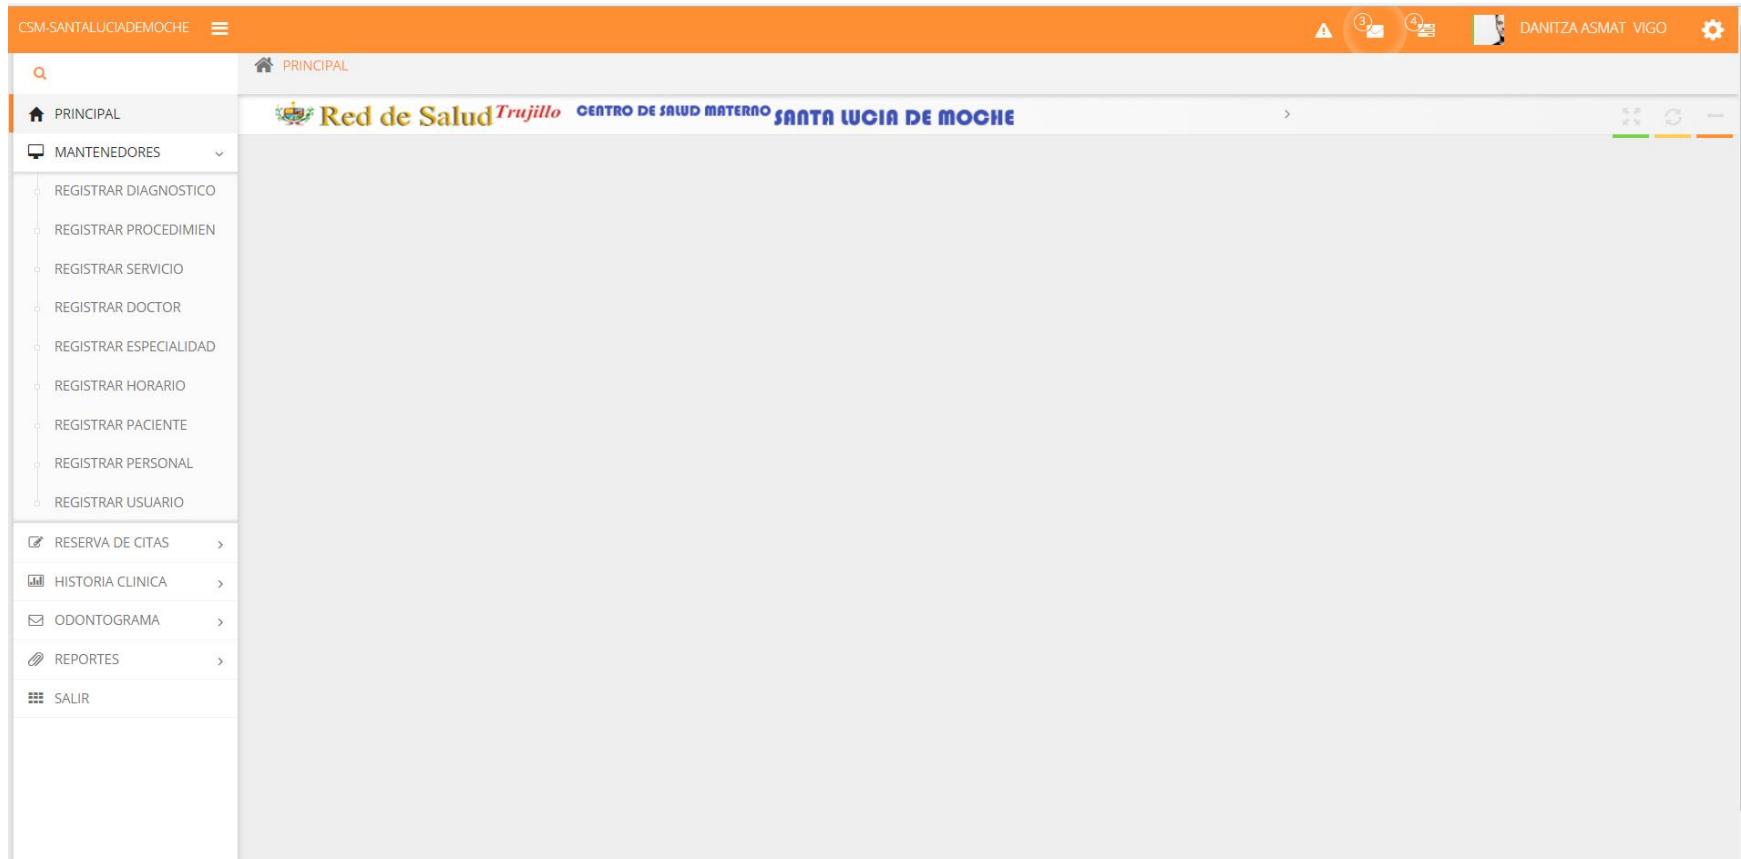 CSM-SANTALUCIADEMOCHE
3
4
DANITZA ASMAT VIGO
PRINCIPAL
PRINCIPAL
Red de Salud Trujillo CENTRO DE SALUD MATERNO SANTA LUCIA DE MOCHE
MANTENEDORES
REGISTRAR DIAGNOSTICO
REGISTRAR PROCEDIMIEN
REGISTRAR SERVICIO
REGISTRAR DOCTOR
REGISTRAR ESPECIALIDAD
REGISTRAR HORARIO
REGISTRAR PACIENTE
REGISTRAR PERSONAL
REGISTRAR USUARIO
RESERVA DE CITAS
HISTORIA CLINICA
ODONTOGRAMA
REPORTES
SALIR